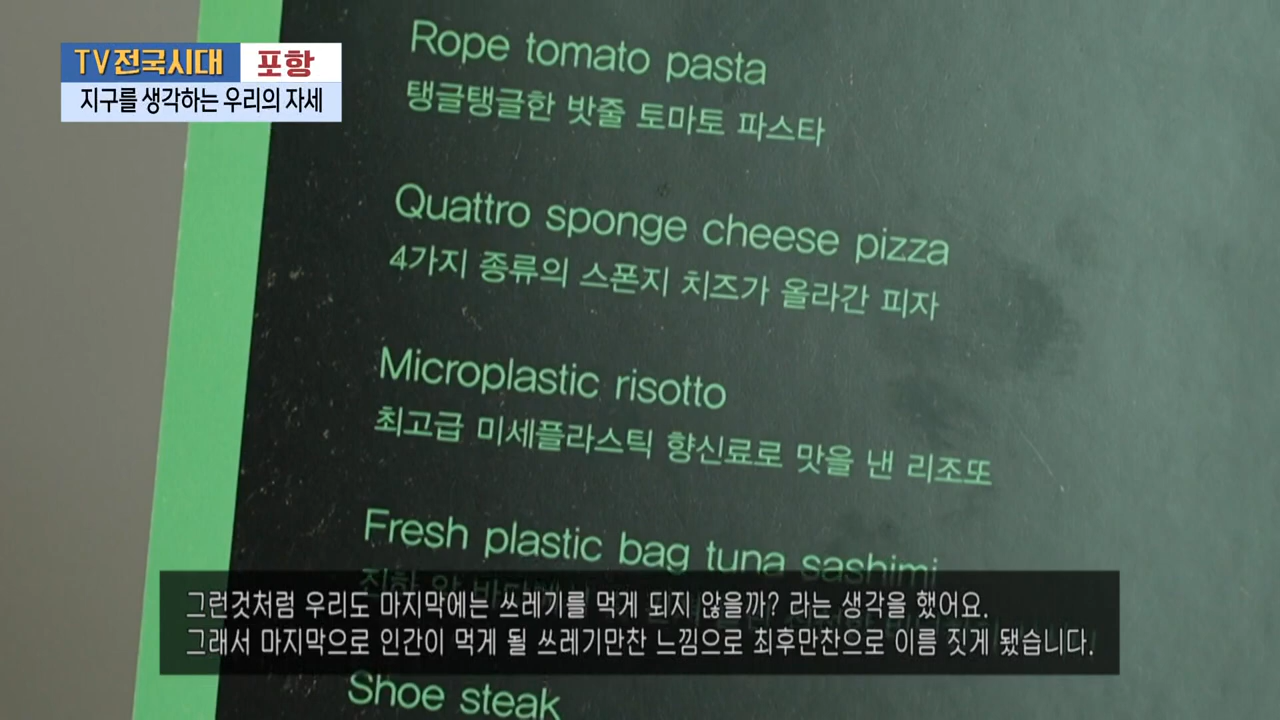 TV전국시대 포항
지구를 생각하는 우리의 자세
Rope tomato pasta
탱글탱글한 밧줄 토마토 파스타
Quattro sponge cheese pizza
4가지 종류의 스폰지 치즈가 올라간 피자
Microplastic risotto
최고급 미세플라스틱 향신료로 맛을 낸 리조또
Fresh plastic bag tuna sashimi
그런것처럼 우리도 마지막에는 쓰레기를 먹게 되지 않을까? 라는 생각을 했어요.
그래서 마지막으로 인간이 먹게 될 쓰레기만찬 느낌으로 최후만찬으로 이름 짓게 됐습니다.
Shoe steak